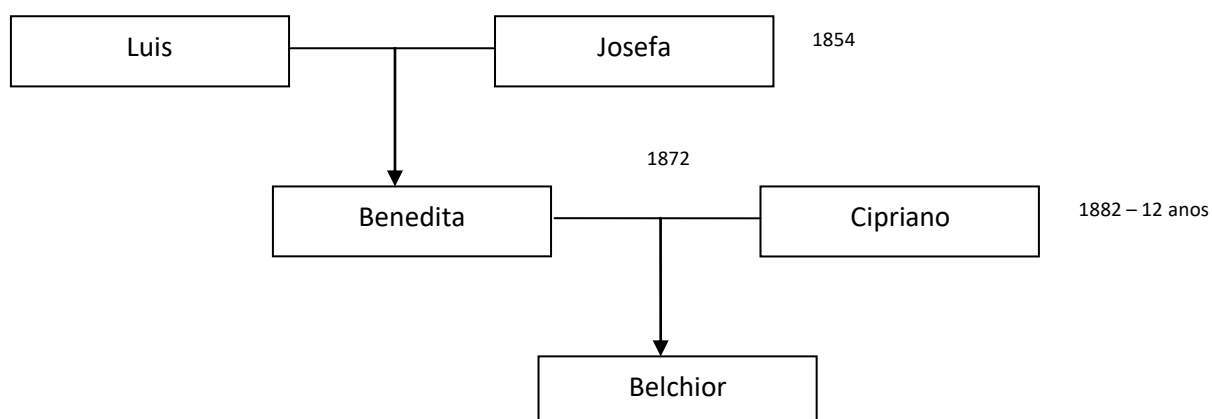 Luis
Josefa
1854
1872
Benedita
Cipriano
1882 – 12 anos
Belchior